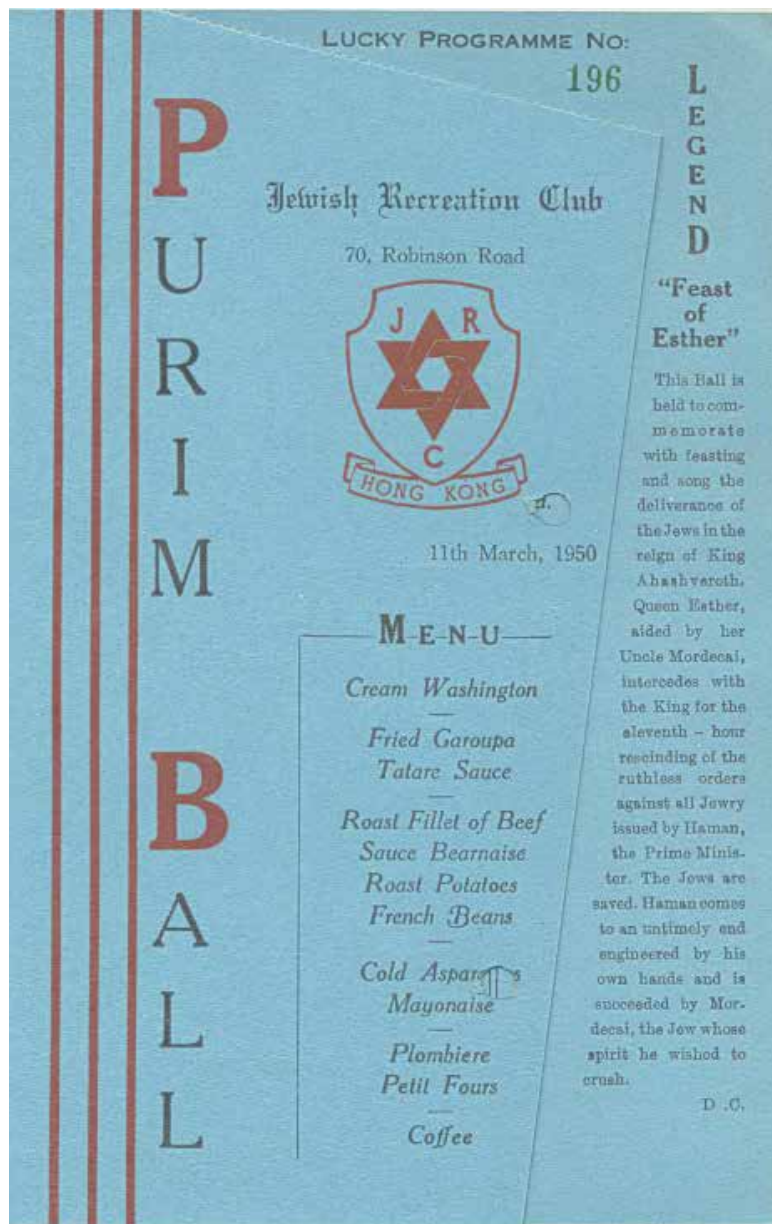 LUCKY PROGRAMME NO:
196
PURIM
BALL
Jewish Recreation Club
70, Robinson Road
J R
C
HONG KONG
11th March, 1950
MENU
Cream Washington
Fried Garoupa
Tatare Sauce
Roast Fillet of Beef
Sauce Bearnaise
Roast Potatoes
French Beans
Cold Asparagus
Mayonaise
Plombiere
Petit Fours
Coffee
LEGEND
"Feast
of
Esther"
This Ball is
held to com-
memorate
with feasting
and song the
deliverance of
the Jews in the
reign of King
Ahashveroth.
Queen Esther,
aided by her
Uncle Mordecai,
intercedes with
the King for the
eleventh - hour
rescinding of the
ruthless orders
against all Jewry
issued by Haman,
the Prime Minis-
ter. The Jews are
saved. Haman comes
to an untimely end
engineered by his
own hands and is
succeeded by Mor-
decai, the Jew whose
spirit he wished to
crush.
D .C.